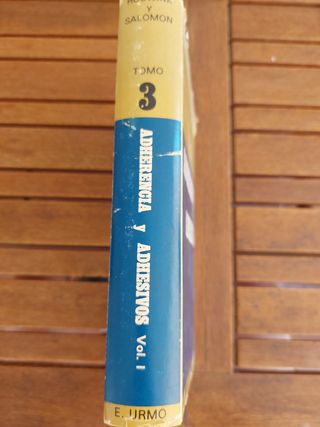 y
SALOMON
TOMO
3
ADHERENCIA y ADHESIVOS Vol. I
E. URMO